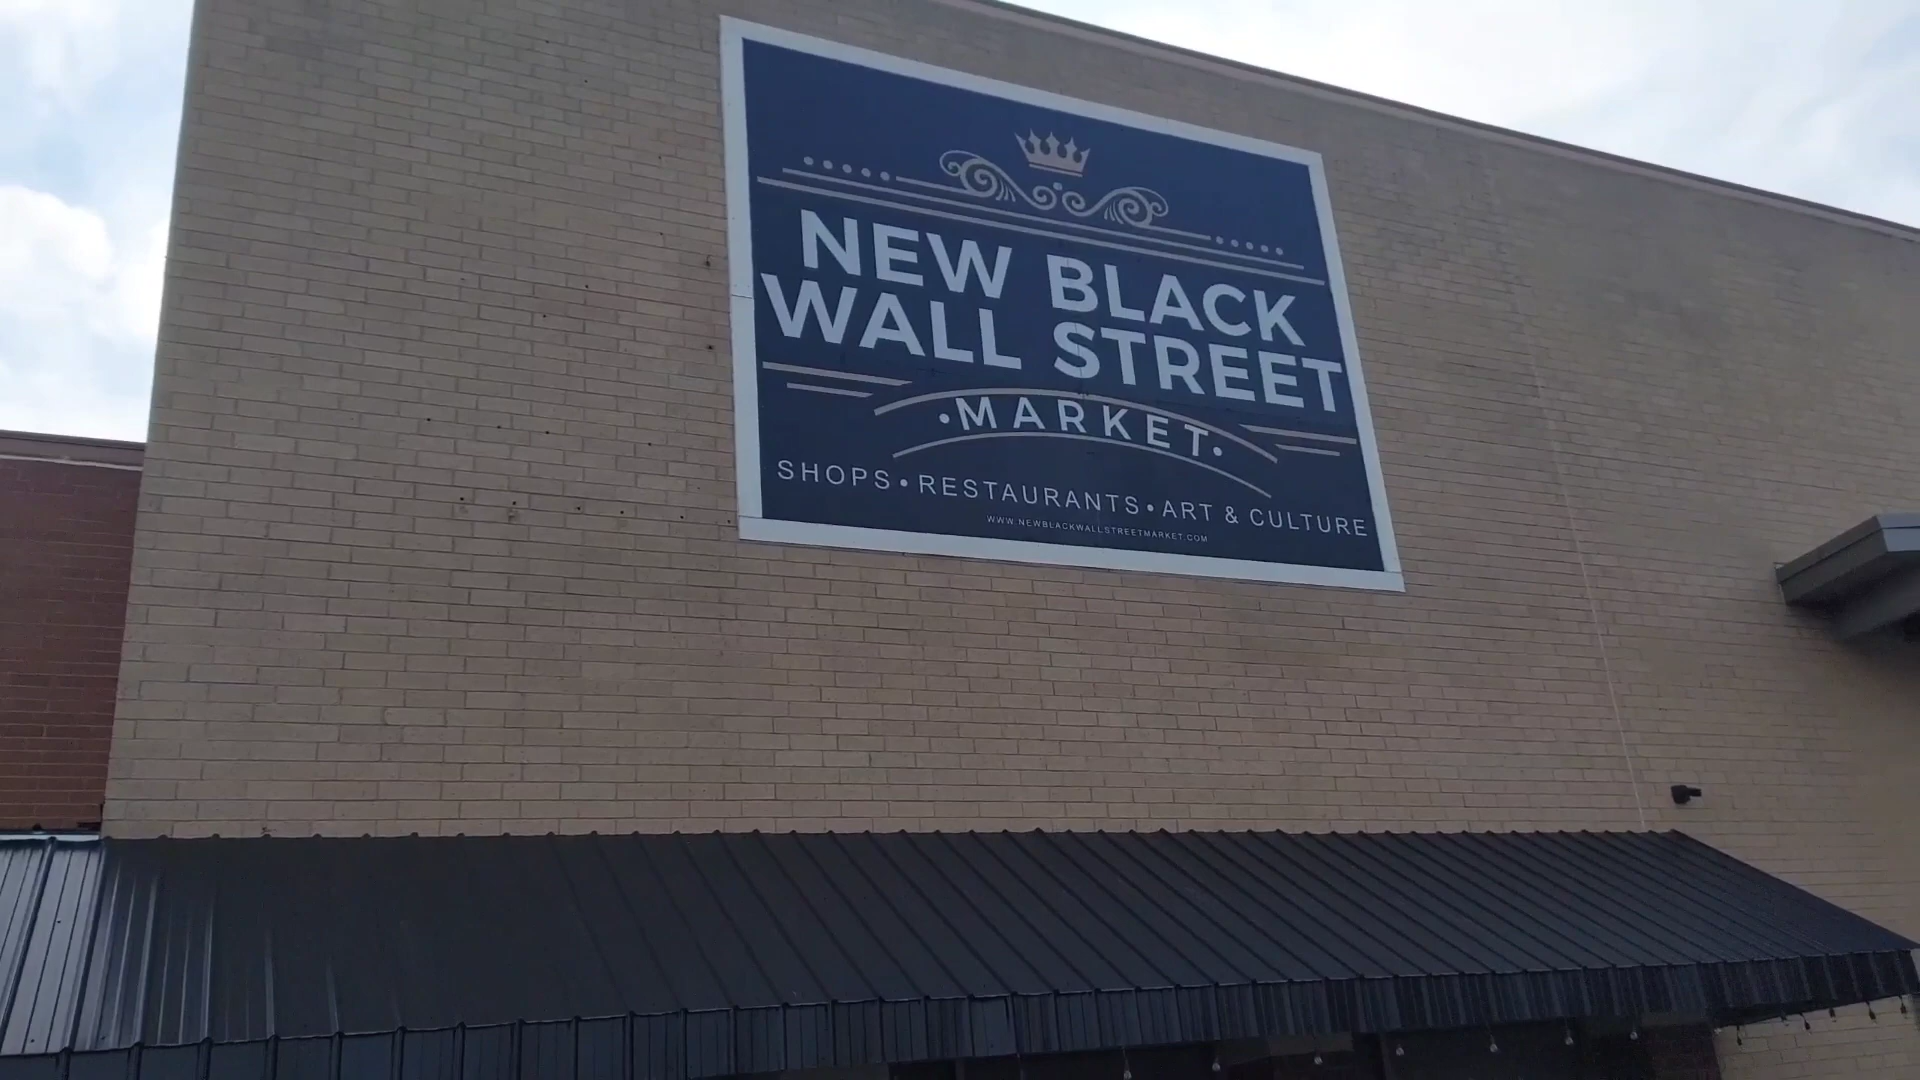 NEW BLACK
WALL STREET
•MARKET•
SHOPS • RESTAURANTS • ART & CULTURE
WWW.NEWBLACKWALLSTREETMARKET.COM